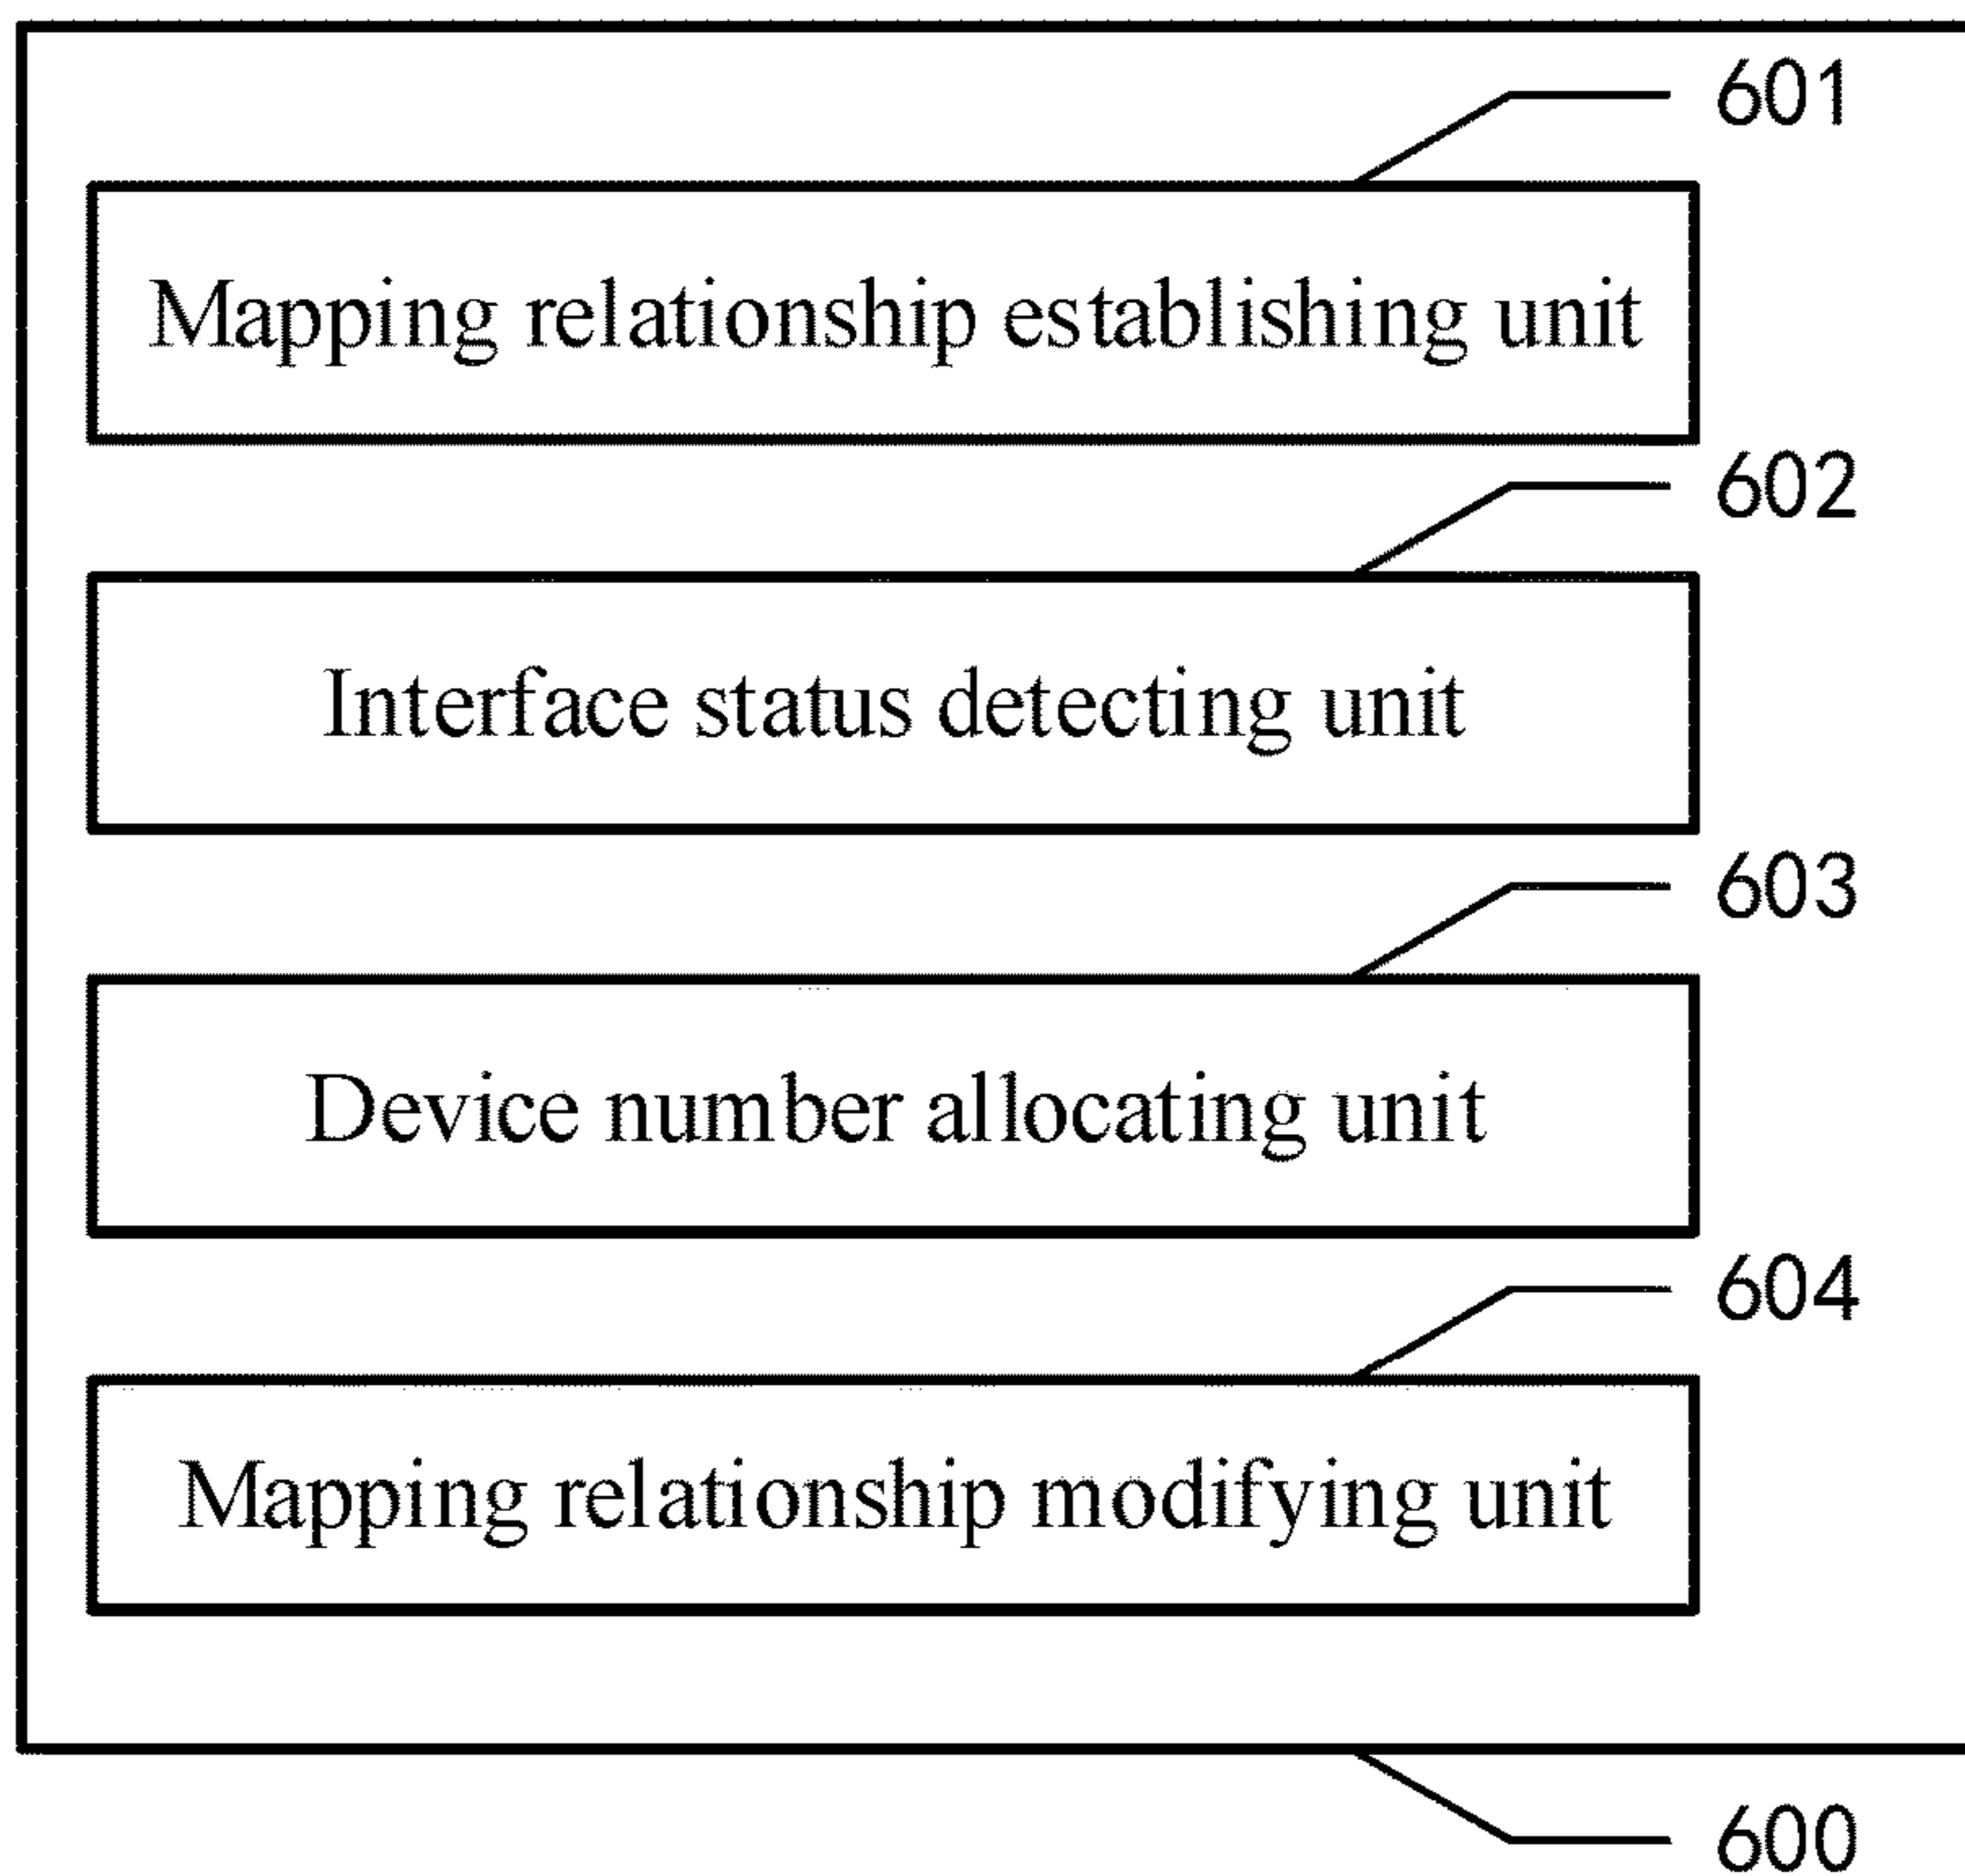 601
Mapping relationship establishing unit
602
Interface status detecting unit
603
Device number allocating unit
604
Mapping relationship modifying unit
600